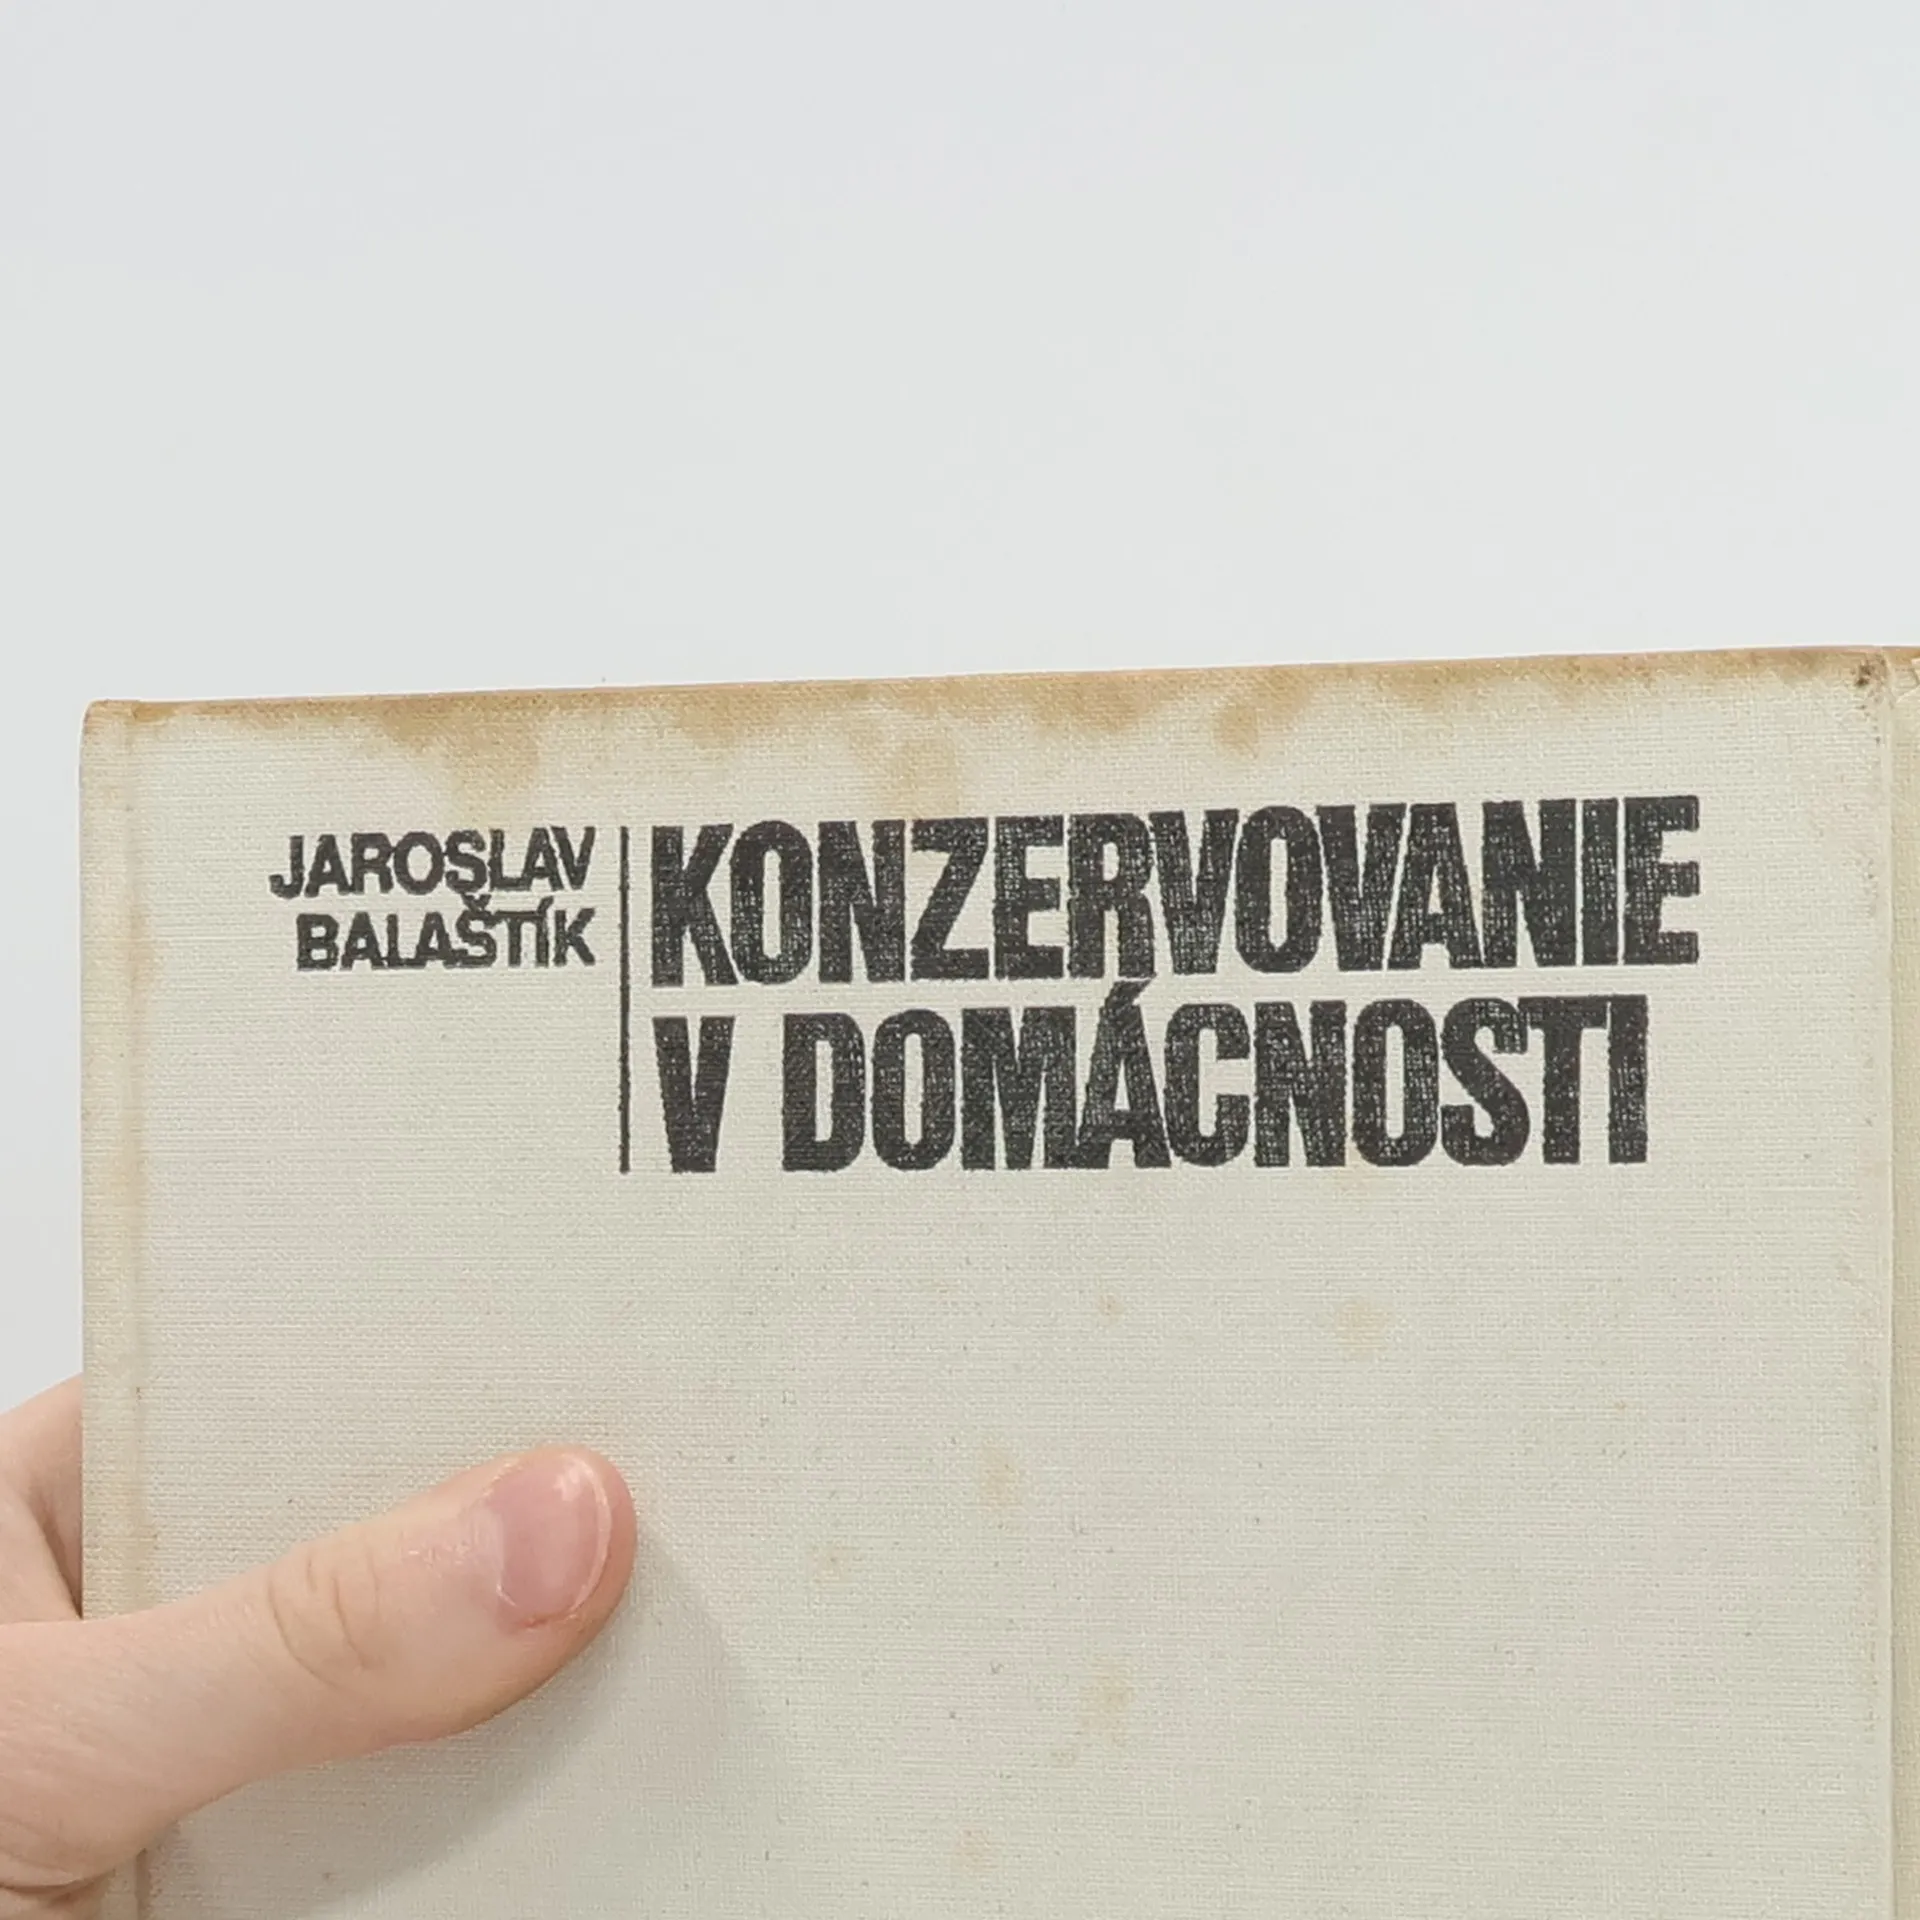 JAROSLAV
BALAŠTÍK
KONZERVOVANIE
V DOMÁCNOSTI